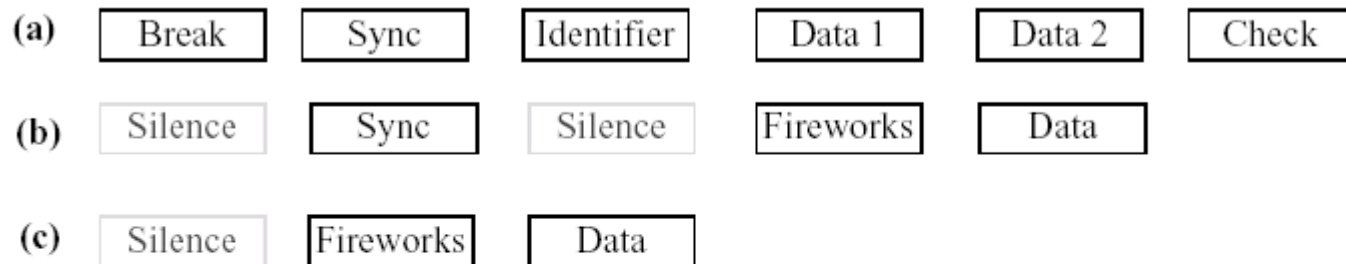 (a) Break Sync Identifier Data 1 Data 2 Check
(b) Silence Sync Silence Fireworks Data
(c) Silence Fireworks Data